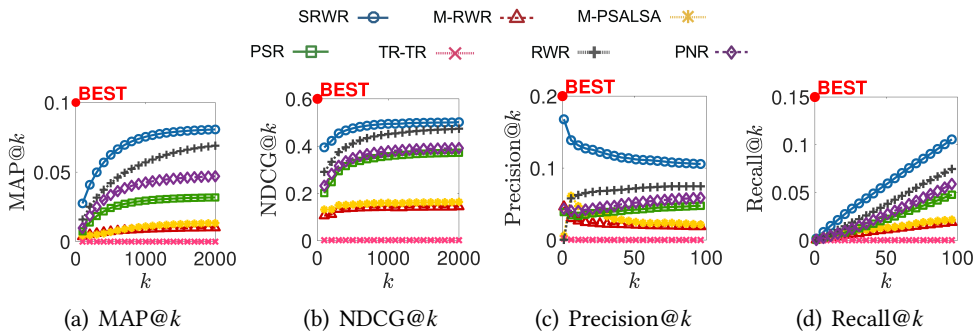 SRWR M-RWR M-PSALSA
PSR TR-TR RWR PNR
BEST
0.1
0.05
0
MAP@k
0 1000 2000
k
(a) MAP@k
BEST
0.6
0.4
0.2
0
NDCG@k
0 1000 2000
k
(b) NDCG@k
BEST
0.2
0.1
0
Precision@k
0 50 100
k
(c) Precision@k
BEST
0.15
0.10
0.05
0
Recall@k
0 50 100
k
(d) Recall@k